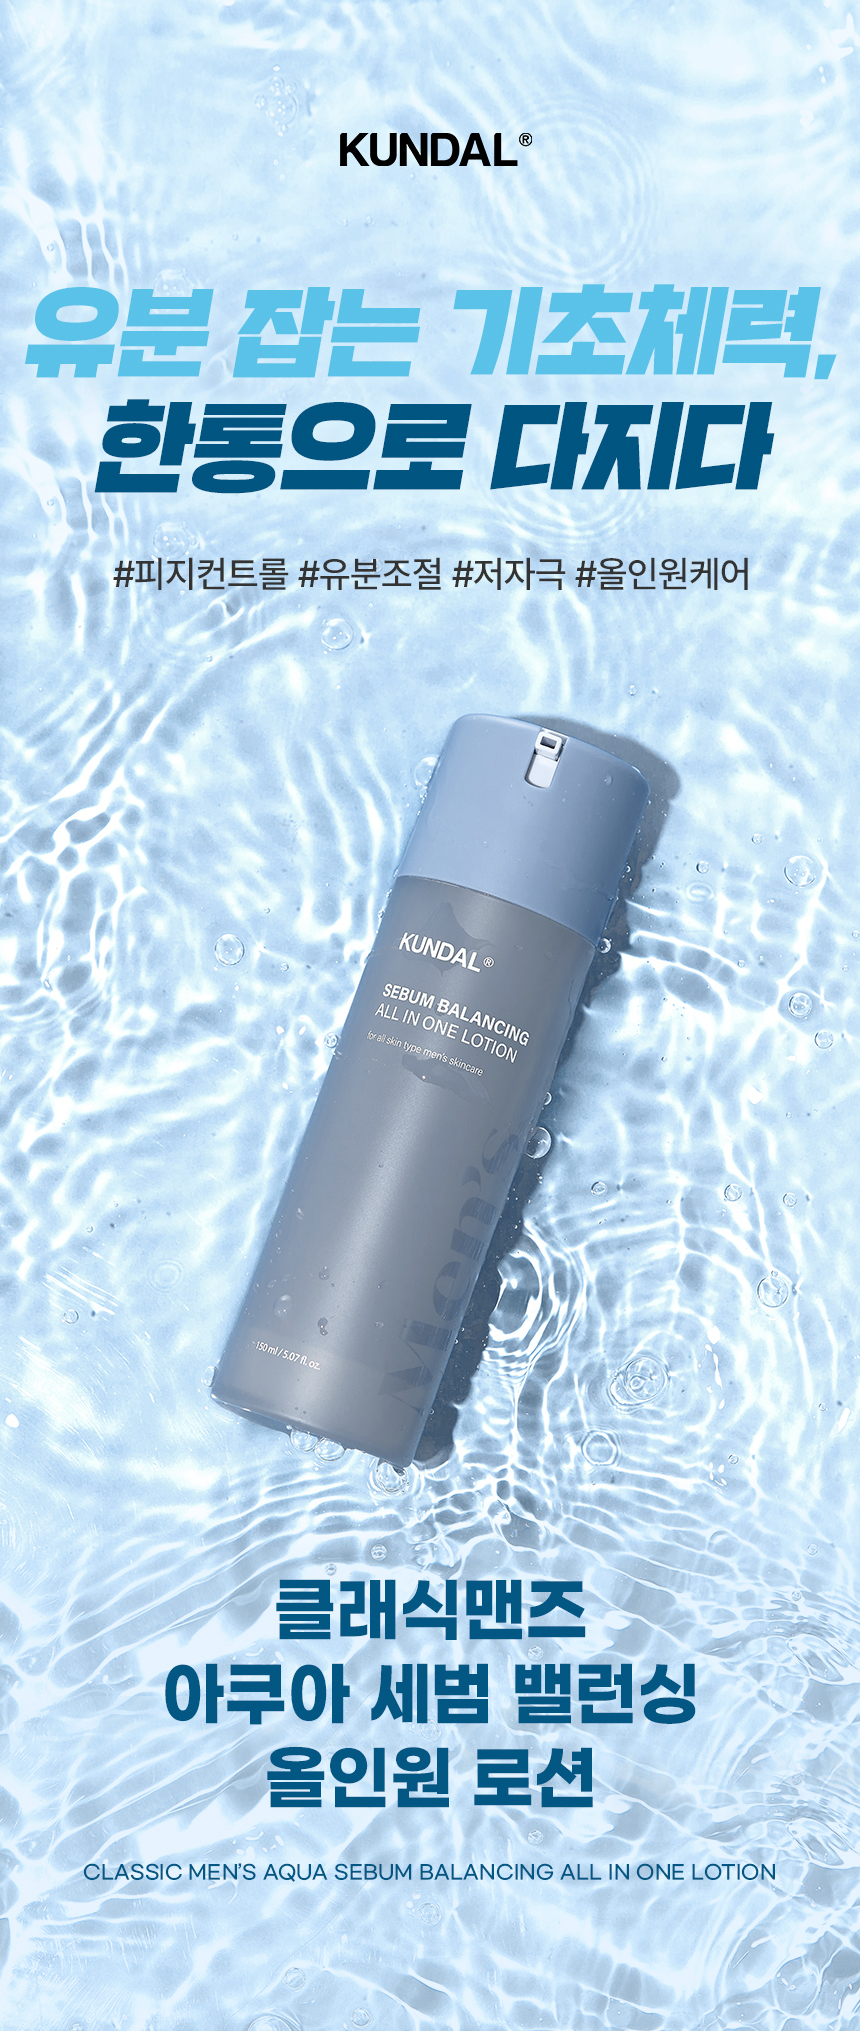 KUNDAL®
유분 잡는 기초체력,
한통으로 다지다
#피지컨트롤 #유분조절 #저자극 #올인원케어
KUNDAL®
SEBUM BALANCING
ALL IN ONE LOTION
for all skin type men's skincare
Men's
150 ml / 5.07 fl. oz.
클래식맨즈
아쿠아 세범 밸런싱
올인원 로션
CLASSIC MEN'S AQUA SEBUM BALANCING ALL IN ONE LOTION